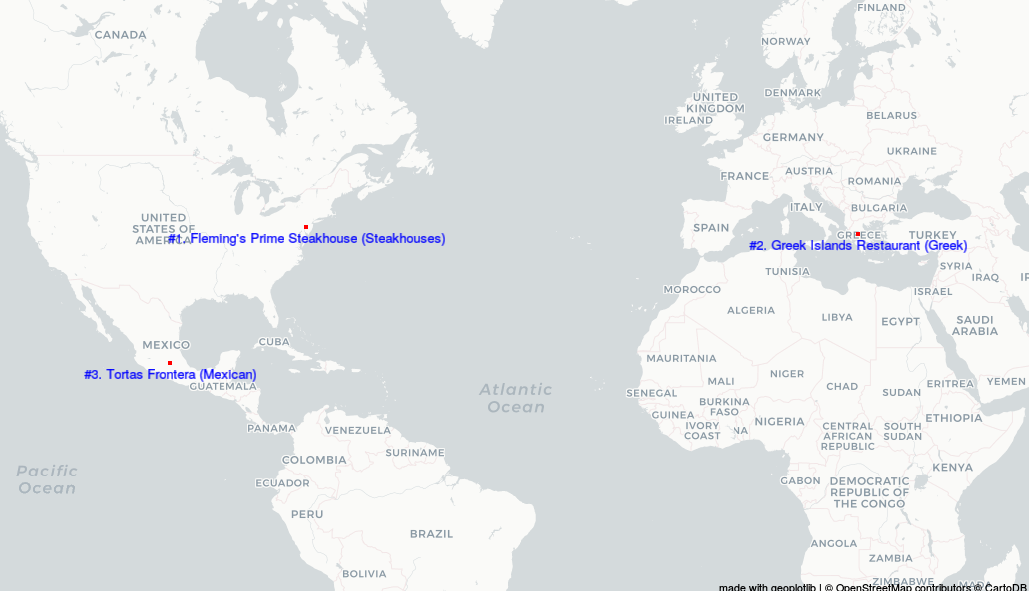 FINLAND
CANADA
NORWAY
DENMARK
UNITED
KINGDOM
IRELAND
BELARUS
GERMANY
UKRAINE
FRANCE
AUSTRIA
ROMANIA
ITALY
BULGARIA
UNITED
STATES OF
AMERICA
SPAIN
GREECE
TURKEY
#1. Fleming's Prime Steakhouse (Steakhouses)
#2. Greek Islands Restaurant (Greek)
SYRIA
TUNISIA
IRAQ
MOROCCO
ISRAEL
ALGERIA
LIBYA
EGYPT
SAUDI
ARABIA
MEXICO
CUBA
MAURITANIA
#3. Tortas Frontera (Mexican)
GUATEMALA
NIGER
MALI
CHAD
SUDAN
ERITREA
YEMEN
Atlantic
Ocean
SENEGAL
BURKINA
FASO
GUINEA
IVORY
COAST
NA
NIGERIA
CENTRAL
AFRICAN
REPUBLIC
SOUTH
SUDAN
ETHIOPIA
PANAMA
VENEZUELA
SURINAME
COLOMBIA
Pacific
Ocean
ECUADOR
KENYA
GABON
DEMOCRATIC
REPUBLIC OF
THE CONGO
PERU
BRAZIL
ANGOLA
ZAMBIA
BOLIVIA
ZIMBABWE
made with geoplotlib | © OpenStreetMap contributors © CartoDB